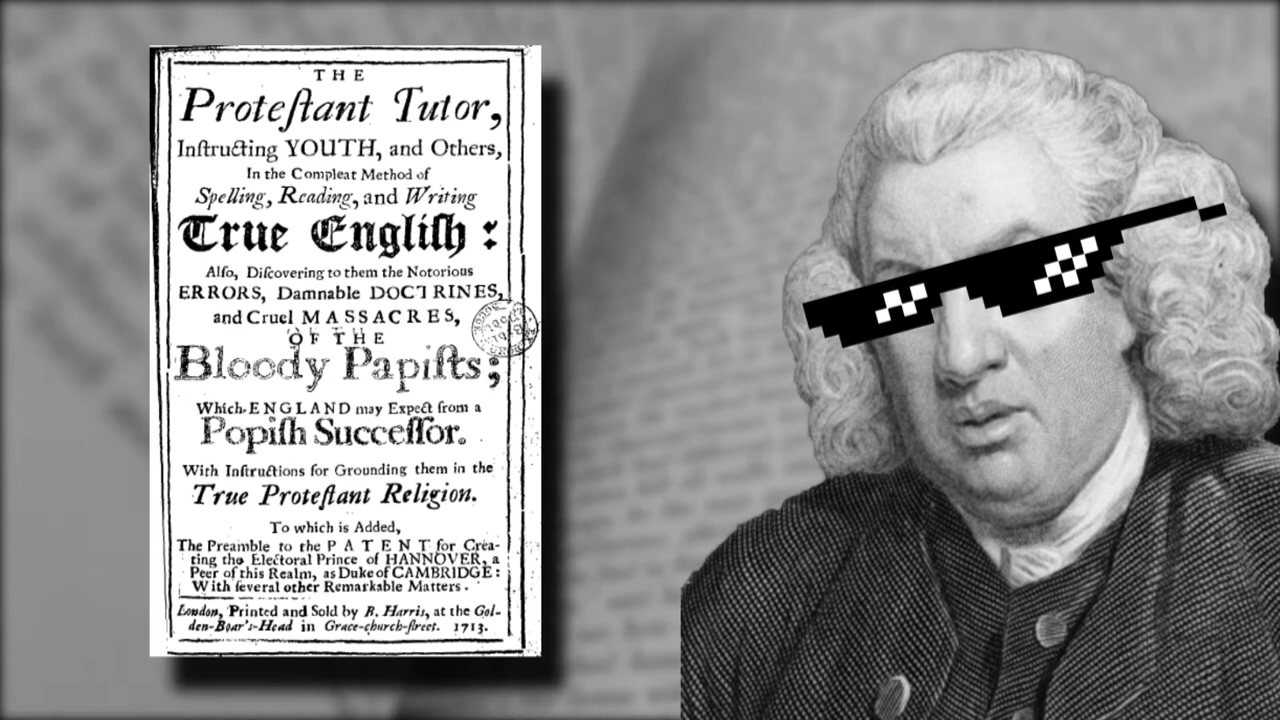 THE
Proteſtant Tutor,
Inſtructing YOUTH, and Others,
In the Compleat Method of
Spelling, Reading, and Writing
True Engliſh:
Alſo, Diſcovering to them the Notorious
ERRORS, Damnable DOCTRINES,
and Cruel MASSACRES,
OF THE
Bloody Papiſts;
Which ENGLAND may Expect from a
Popiſh Succeſſor.
With Inſtructions for Grounding them in the
True Proteſtant Religion.
To which is Added,
The Preamble to the PATENT for Crea-
ting the Electoral Prince of HANNOVER, a
Peer of this Realm, as Duke of CAMBRIDGE:
With ſeveral other Remarkable Matters.
London, Printed and Sold by B. Harris, at the Gol-
den-Boar's-Head in Grace-church-ſtreet. 1713.